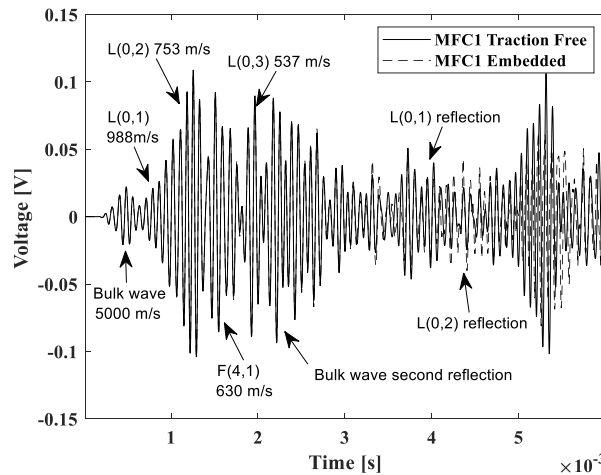 0.15
0.1
0.05
0
-0.05
-0.1
-0.15
Voltage [V]
MFC1 Traction Free
MFC1 Embedded
L(0,2) 753 m/s
L(0,3) 537 m/s
L(0,1)
988m/s
L(0,1) reflection
Bulk wave
5000 m/s
L(0,2) reflection
F(4,1)
630 m/s
Bulk wave second reflection
1
2
3
4
5
Time [s]
×10⁻³